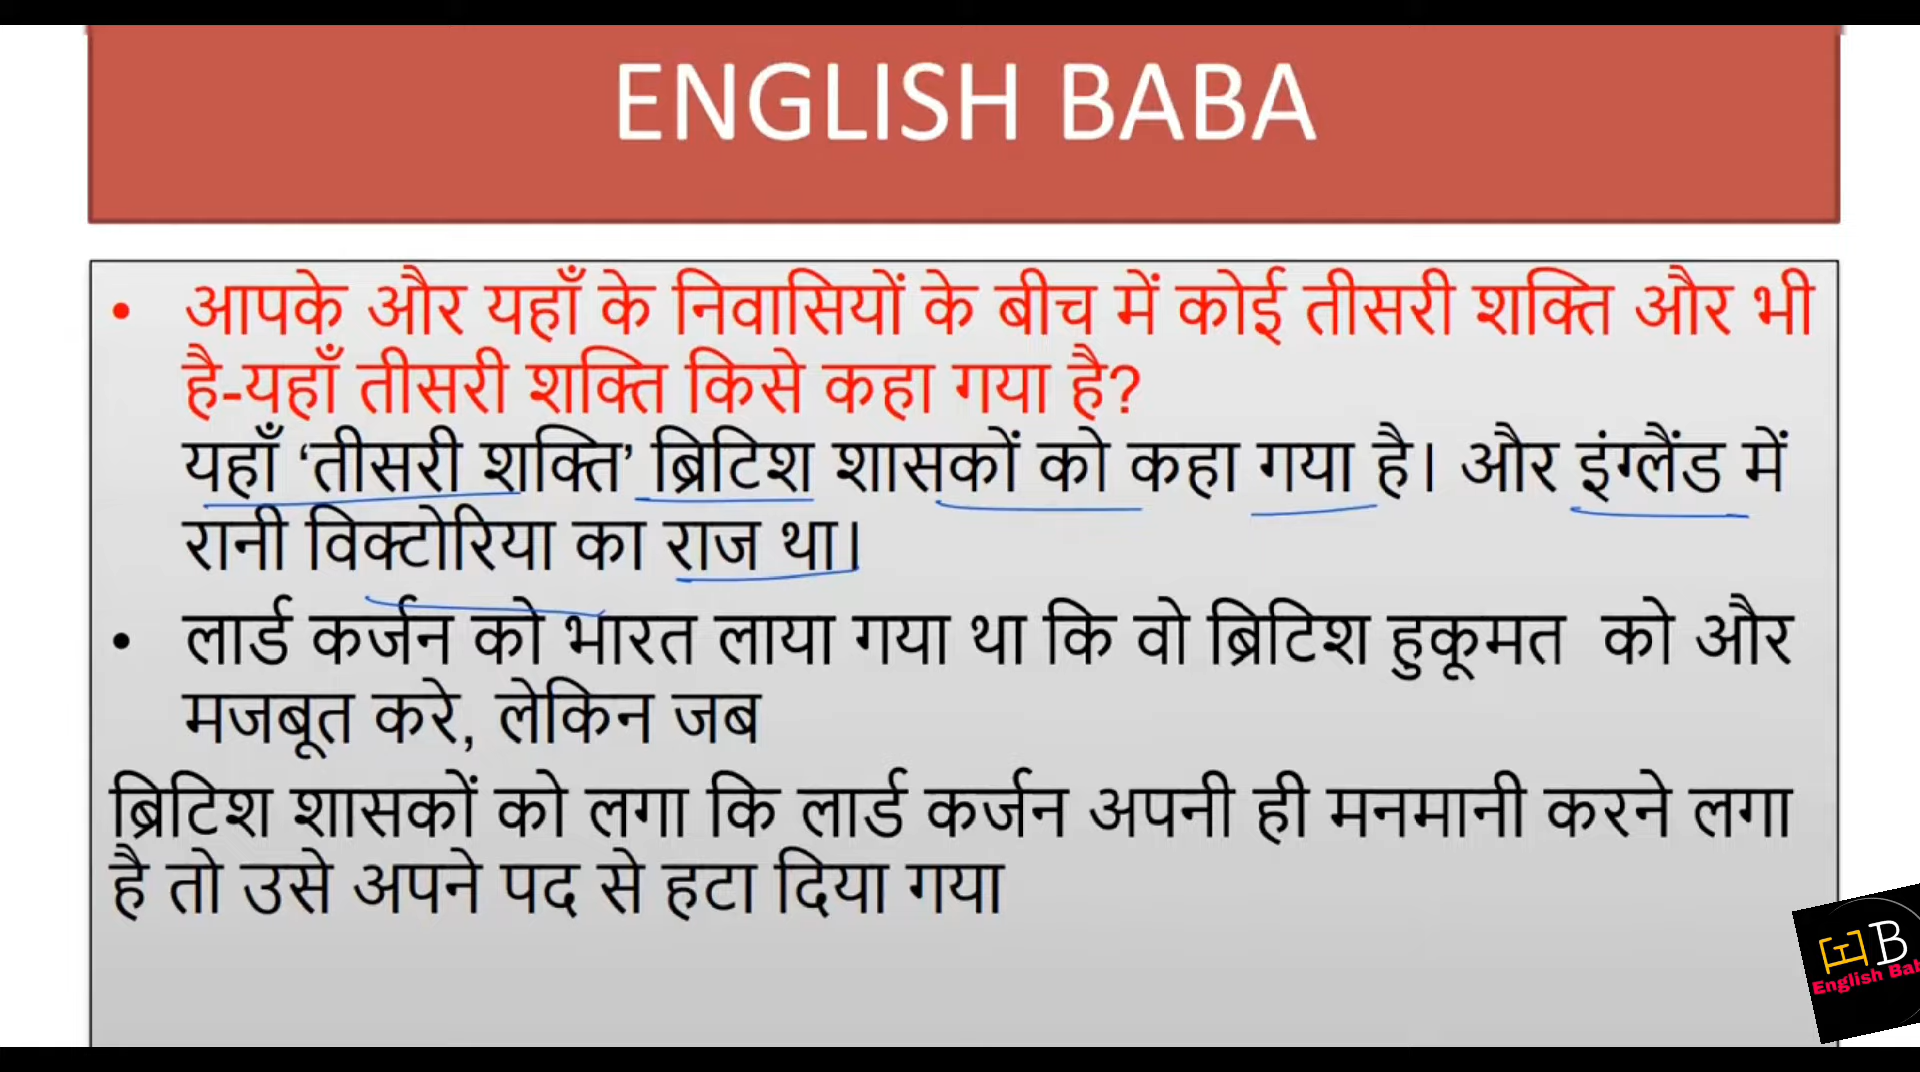 ENGLISH BABA
• आपके और यहाँ के निवासियों के बीच में कोई तीसरी शक्ति और भी
है-यहाँ तीसरी शक्ति किसे कहा गया है?
यहाँ ‘तीसरी शक्ति’ ब्रिटिश शासकों को कहा गया है। और इंग्लैंड में
रानी विक्टोरिया का राज था।
• लार्ड कर्जन को भारत लाया गया था कि वो ब्रिटिश हुकूमत को और
मजबूत करे, लेकिन जब
ब्रिटिश शासकों को लगा कि लार्ड कर्जन अपनी ही मनमानी करने लगा
है तो उसे अपने पद से हटा दिया गया
EB
English Bab